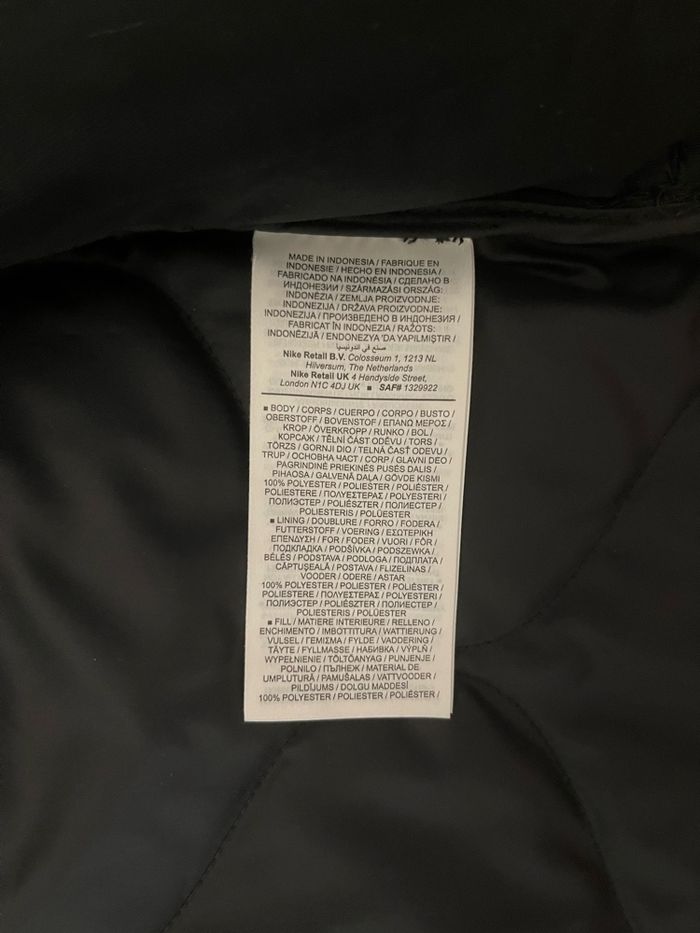 MADE IN INDONESIA / FABRIQUE EN
INDONESIE / HECHO EN INDONESIA /
FABRICADO NA INDONÉSIA / СДЕЛАНО В
ИНДОНЕЗИИ / SZÁRMAZÁSI ORSZÁG:
INDONÉZIA / ZEMLJA PROIZVODNJE:
INDONEZIJA / DRŽAVA PROIZVODNJE:
INDONEZIJA / ПРОИЗВЕДЕНО В ИНДОНЕЗИЯ /
FABRICAT ÎN INDONEZIA / RAŽOTS:
INDONĒZIJĀ / ENDONEZYA 'DA YAPILMIŞTIR /
صنع في اندونيسيا
Nike Retail B.V. Colosseum 1, 1213 NL
Hilversum, The Netherlands
Nike Retail UK 4 Handyside Street,
London N1C 4DJ UK ■ SAF# 1329922
■ BODY / CORPS / CUERPO / CORPO / BUSTO /
OBERSTOFF / BOVENSTOF / ΕΠΑΝΩ ΜΕΡΟΣ /
KROP / ÖVERKROPP / RUNKO / BOL /
КОРСАЖ / TĚLNÍ ČÁST ODĚVU / TORS /
TÖRZS / GORNJI DIO / TELNÁ ČASŤ ODEVU /
TRUP / ОСНОВНА ЧАСТ / CORP / GLAVNI DEO /
PAGRINDINĖ PRIEKINĖS PUSĖS DALIS /
PIHAOSA / GALVENĀ DAĻA / GÖVDE KISMI
100% POLYESTER / POLIESTER / POLIÉSTER /
POLIESTERE / ΠΟΛΥΕΣΤΕΡΑΣ / POLYESTERI /
ПОЛИЭСТЕР / POLIÉSZTER / ПОЛИЕСТЕР /
POLIESTERIS / POLÜESTER
■ LINING / DOUBLURE / FORRO / FODERA /
FUTTERSTOFF / VOERING / ΕΣΩΤΕΡΙΚΗ
ΕΠΕΝΔΥΣΗ / FOR / FODER / VUORI / FÔR /
ПОДКЛАДКА / PODŠÍVKA / PODSZEWKA /
BÉLÉS / PODSTAVA / PODLOGA / ПОДПЛАТА /
CĂPTUȘEALĂ / POSTAVA / FLIZELINAS /
VOODER / ODERE / ASTAR
100% POLYESTER / POLIESTER / POLIÉSTER /
POLIESTERE / ΠΟΛΥΕΣΤΕΡΑΣ / POLYESTERI /
ПОЛИЭСТЕР / POLIÉSZTER / ПОЛИЕСТЕР /
POLIESTERIS / POLÜESTER
■ FILL / MATIERE INTERIEURE / RELLENO /
ENCHIMENTO / IMBOTTITURA / WATTIERUNG /
VULSEL / ΓΕΜΙΣΜΑ / FYLDE / VADDERING /
TÄYTE / FYLLMASSE / НАБИВКА / VÝPLŇ /
WYPEŁNIENIE / TÖLTŐANYAG / PUNJENJE /
POLNILO / ПЪЛНЕЖ / MATERIAL DE
UMPLUTURĂ / PAMUŠALAS / VATTVOODER /
PILDĪJUMS / DOLGU MADDESİ
100% POLYESTER / POLIESTER / POLIÉSTER /